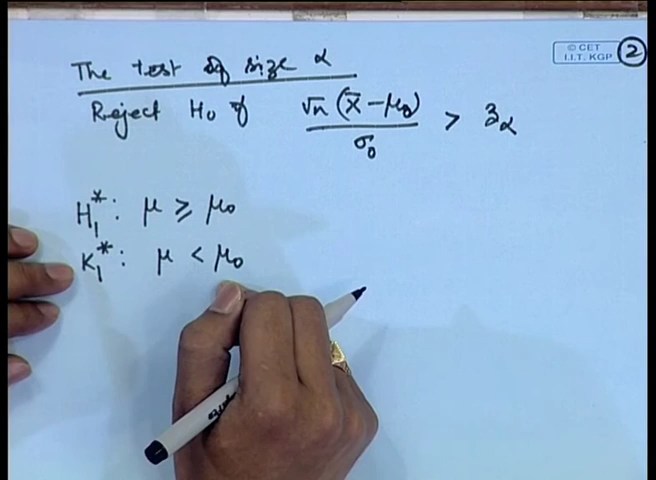 The test of size α
© CET
I.I.T. KGP
2
Reject H₀ if √n (x̄ − μ₀) / σ₀ > z_α
H₁* : μ ≥ μ₀
K₁* : μ < μ₀